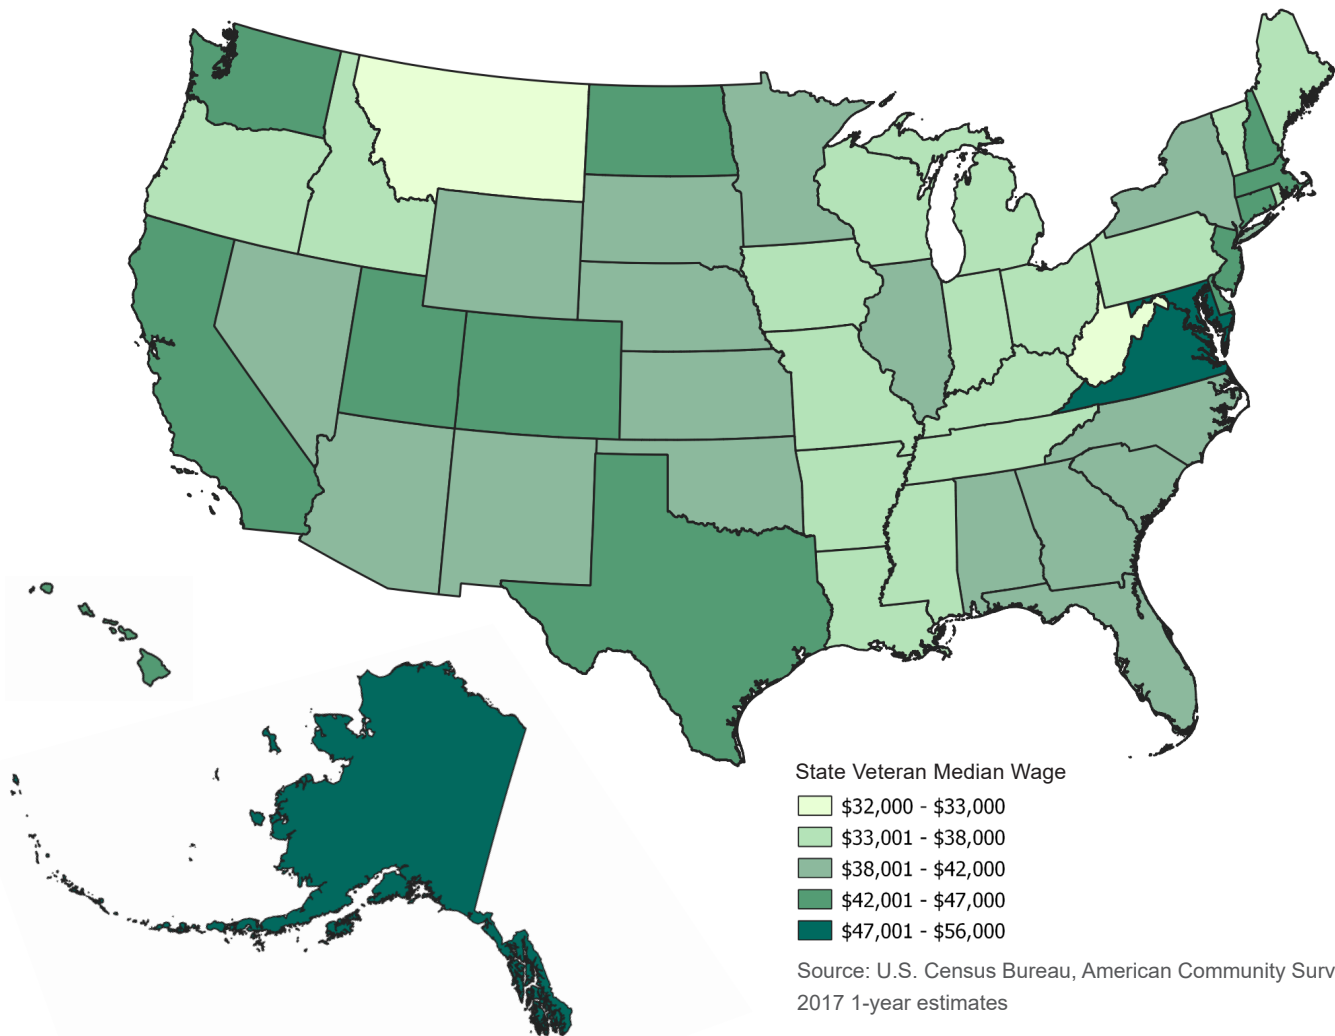 State Veteran Median Wage
$32,000 - $33,000
$33,001 - $38,000
$38,001 - $42,000
$42,001 - $47,000
$47,001 - $56,000
Source: U.S. Census Bureau, American Community Surv
2017 1-year estimates